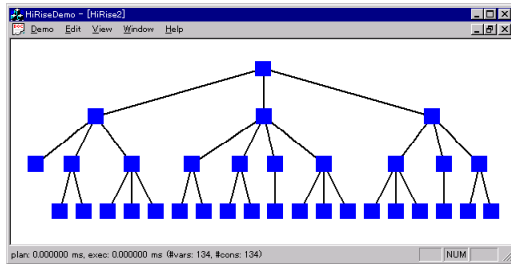 HiRiseDemo - [HiRise2]
Demo Edit View Window Help
plan: 0.000000 ms, exec: 0.000000 ms (#vars: 134, #cons: 134)
NUM